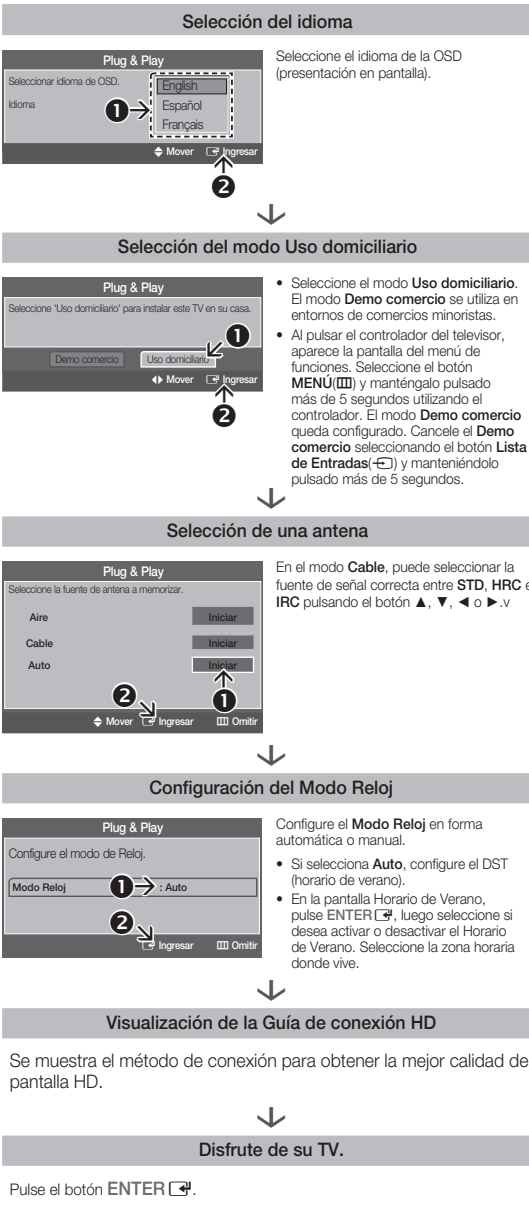 Selección del idioma
Plug & Play
Seleccionar idioma de OSD.
Idioma
English
Español
Français
Mover Ingresar
1
2
Seleccione el idioma de la OSD
(presentación en pantalla).
Selección del modo Uso domiciliario
Plug & Play
Seleccione 'Uso domiciliario' para instalar este TV en su casa.
Demo comercio Uso domiciliario
Mover Ingresar
1
2
• Seleccione el modo Uso domiciliario.
El modo Demo comercio se utiliza en
entornos de comercios minoristas.
• Al pulsar el controlador del televisor,
aparece la pantalla del menú de
funciones. Seleccione el botón
MENÚ(▥) y manténgalo pulsado
más de 5 segundos utilizando el
controlador. El modo Demo comercio
queda configurado. Cancele el Demo
comercio seleccionando el botón Lista
de Entradas() y manteniéndolo
pulsado más de 5 segundos.
Selección de una antena
Plug & Play
Seleccione la fuente de antena a memorizar.
Aire Iniciar
Cable Iniciar
Auto Iniciar
2
1
Mover Ingresar Omitir
En el modo Cable, puede seleccionar la
fuente de señal correcta entre STD, HRC e
IRC pulsando el botón ▲, ▼, ◄ o ►.v
Configuración del Modo Reloj
Plug & Play
Configure el modo de Reloj.
Modo Reloj 1 : Auto
2
Ingresar Omitir
Configure el Modo Reloj en forma
automática o manual.
• Si selecciona Auto, configure el DST
(horario de verano).
• En la pantalla Horario de Verano,
pulse ENTER, luego seleccione si
desea activar o desactivar el Horario
de Verano. Seleccione la zona horaria
donde vive.
Visualización de la Guía de conexión HD
Se muestra el método de conexión para obtener la mejor calidad de
pantalla HD.
Disfrute de su TV.
Pulse el botón ENTER.